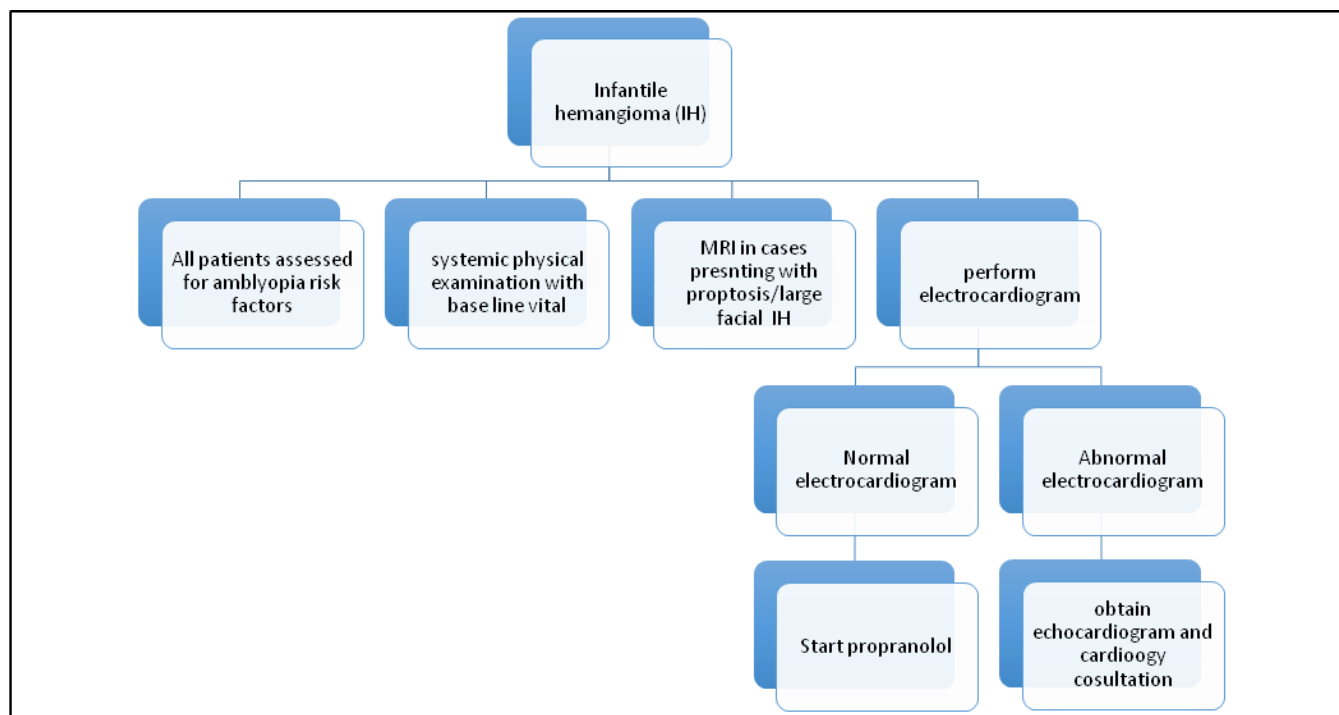 Infantile
hemangioma (IH)
All patients assessed
for amblyopia risk
factors
systemic physical
examination with
base line vital
MRI in cases
presnting with
proptosis/large
facial IH
perform
electrocardiogram
Normal
electrocardiogram
Abnormal
electrocardiogram
Start propranolol
obtain
echocardiogram and
cardioogy
cosultation